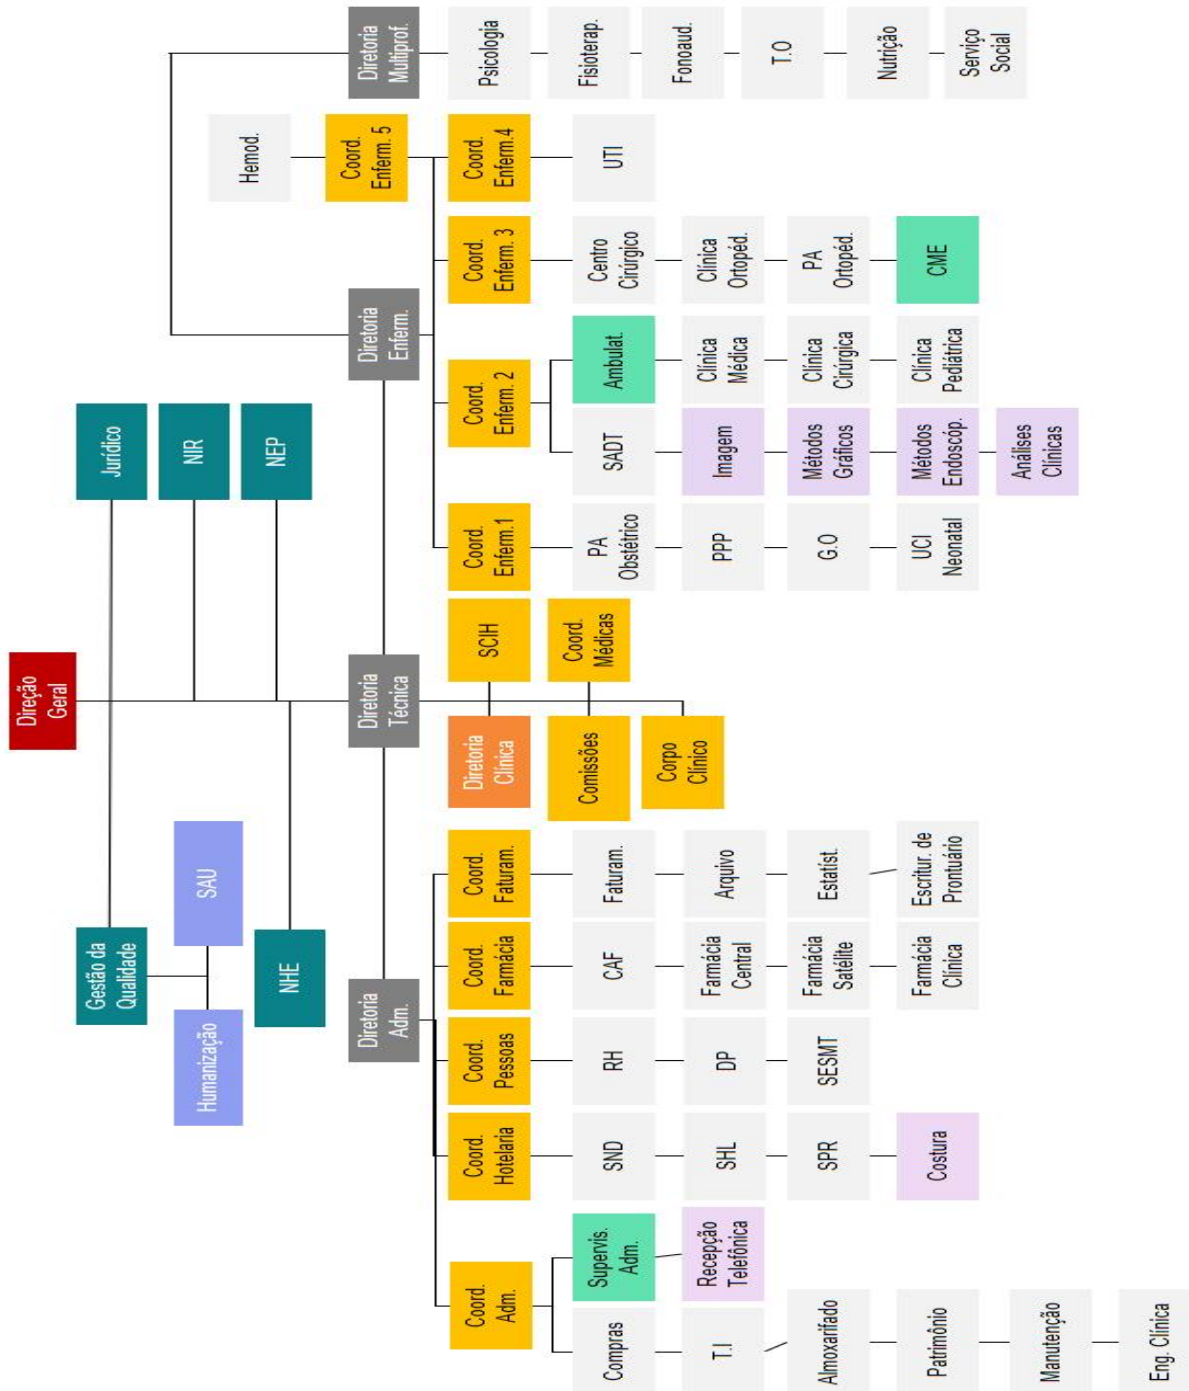 Direção
Geral
Gestão da
Qualidade
Jurídico
Humanização
SAU
NIR
NHE
NEP
Diretoria
Adm.
Diretoria
Técnica
Diretoria
Enferm.
Diretoria
Multiprof.
Hemod.
Coord.
Enferm. 5
Coord.
Adm.
Coord.
Hotelaria
Coord.
Pessoas
Coord.
Farmácia
Coord.
Faturam.
Diretoria
Clínica
SCIH
Comissões
Coord.
Médicas
Corpo
Clínico
Coord.
Enferm.1
Coord.
Enferm. 2
Coord.
Enferm. 3
Coord.
Enferm.4
Compras
T.I
Almoxarifado
Patrimônio
Manutenção
Eng. Clínica
Supervis.
Adm.
Recepção
Telefônica
SND
SHL
SPR
Costura
RH
DP
SESMT
CAF
Farmácia
Central
Farmácia
Satélite
Farmácia
Clínica
Faturam.
Arquivo
Estatíst.
Escritur. de
Prontuário
PA
Obstétrico
PPP
G.O
UCI
Neonatal
SADT
Imagem
Métodos
Gráficos
Métodos
Endoscóp.
Análises
Clínicas
Ambulat.
Clínica
Médica
Clínica
Cirúrgica
Clínica
Pediátrica
Centro
Cirúrgico
Clínica
Ortopéd.
PA
Ortopéd.
CME
UTI
Psicologia
Fisioterap.
Fonoaud.
T.O
Nutrição
Serviço
Social